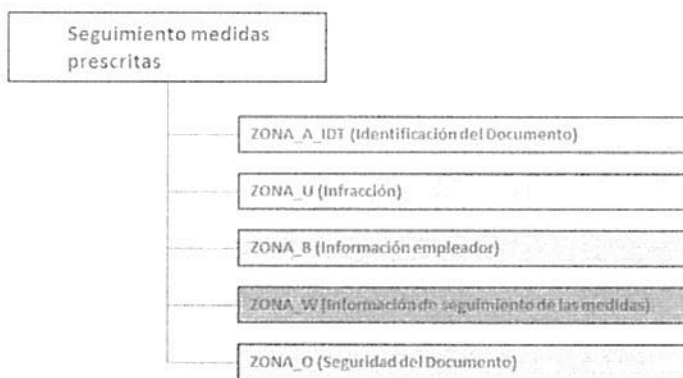 Seguimiento medidas
prescritas
ZONA_A_IDT (Identificación del Documento)
ZONA_U (Infracción)
ZONA_B (Información empleador)
ZONA_W (Información de seguimiento de las medidas)
ZONA_O (Seguridad del Documento)